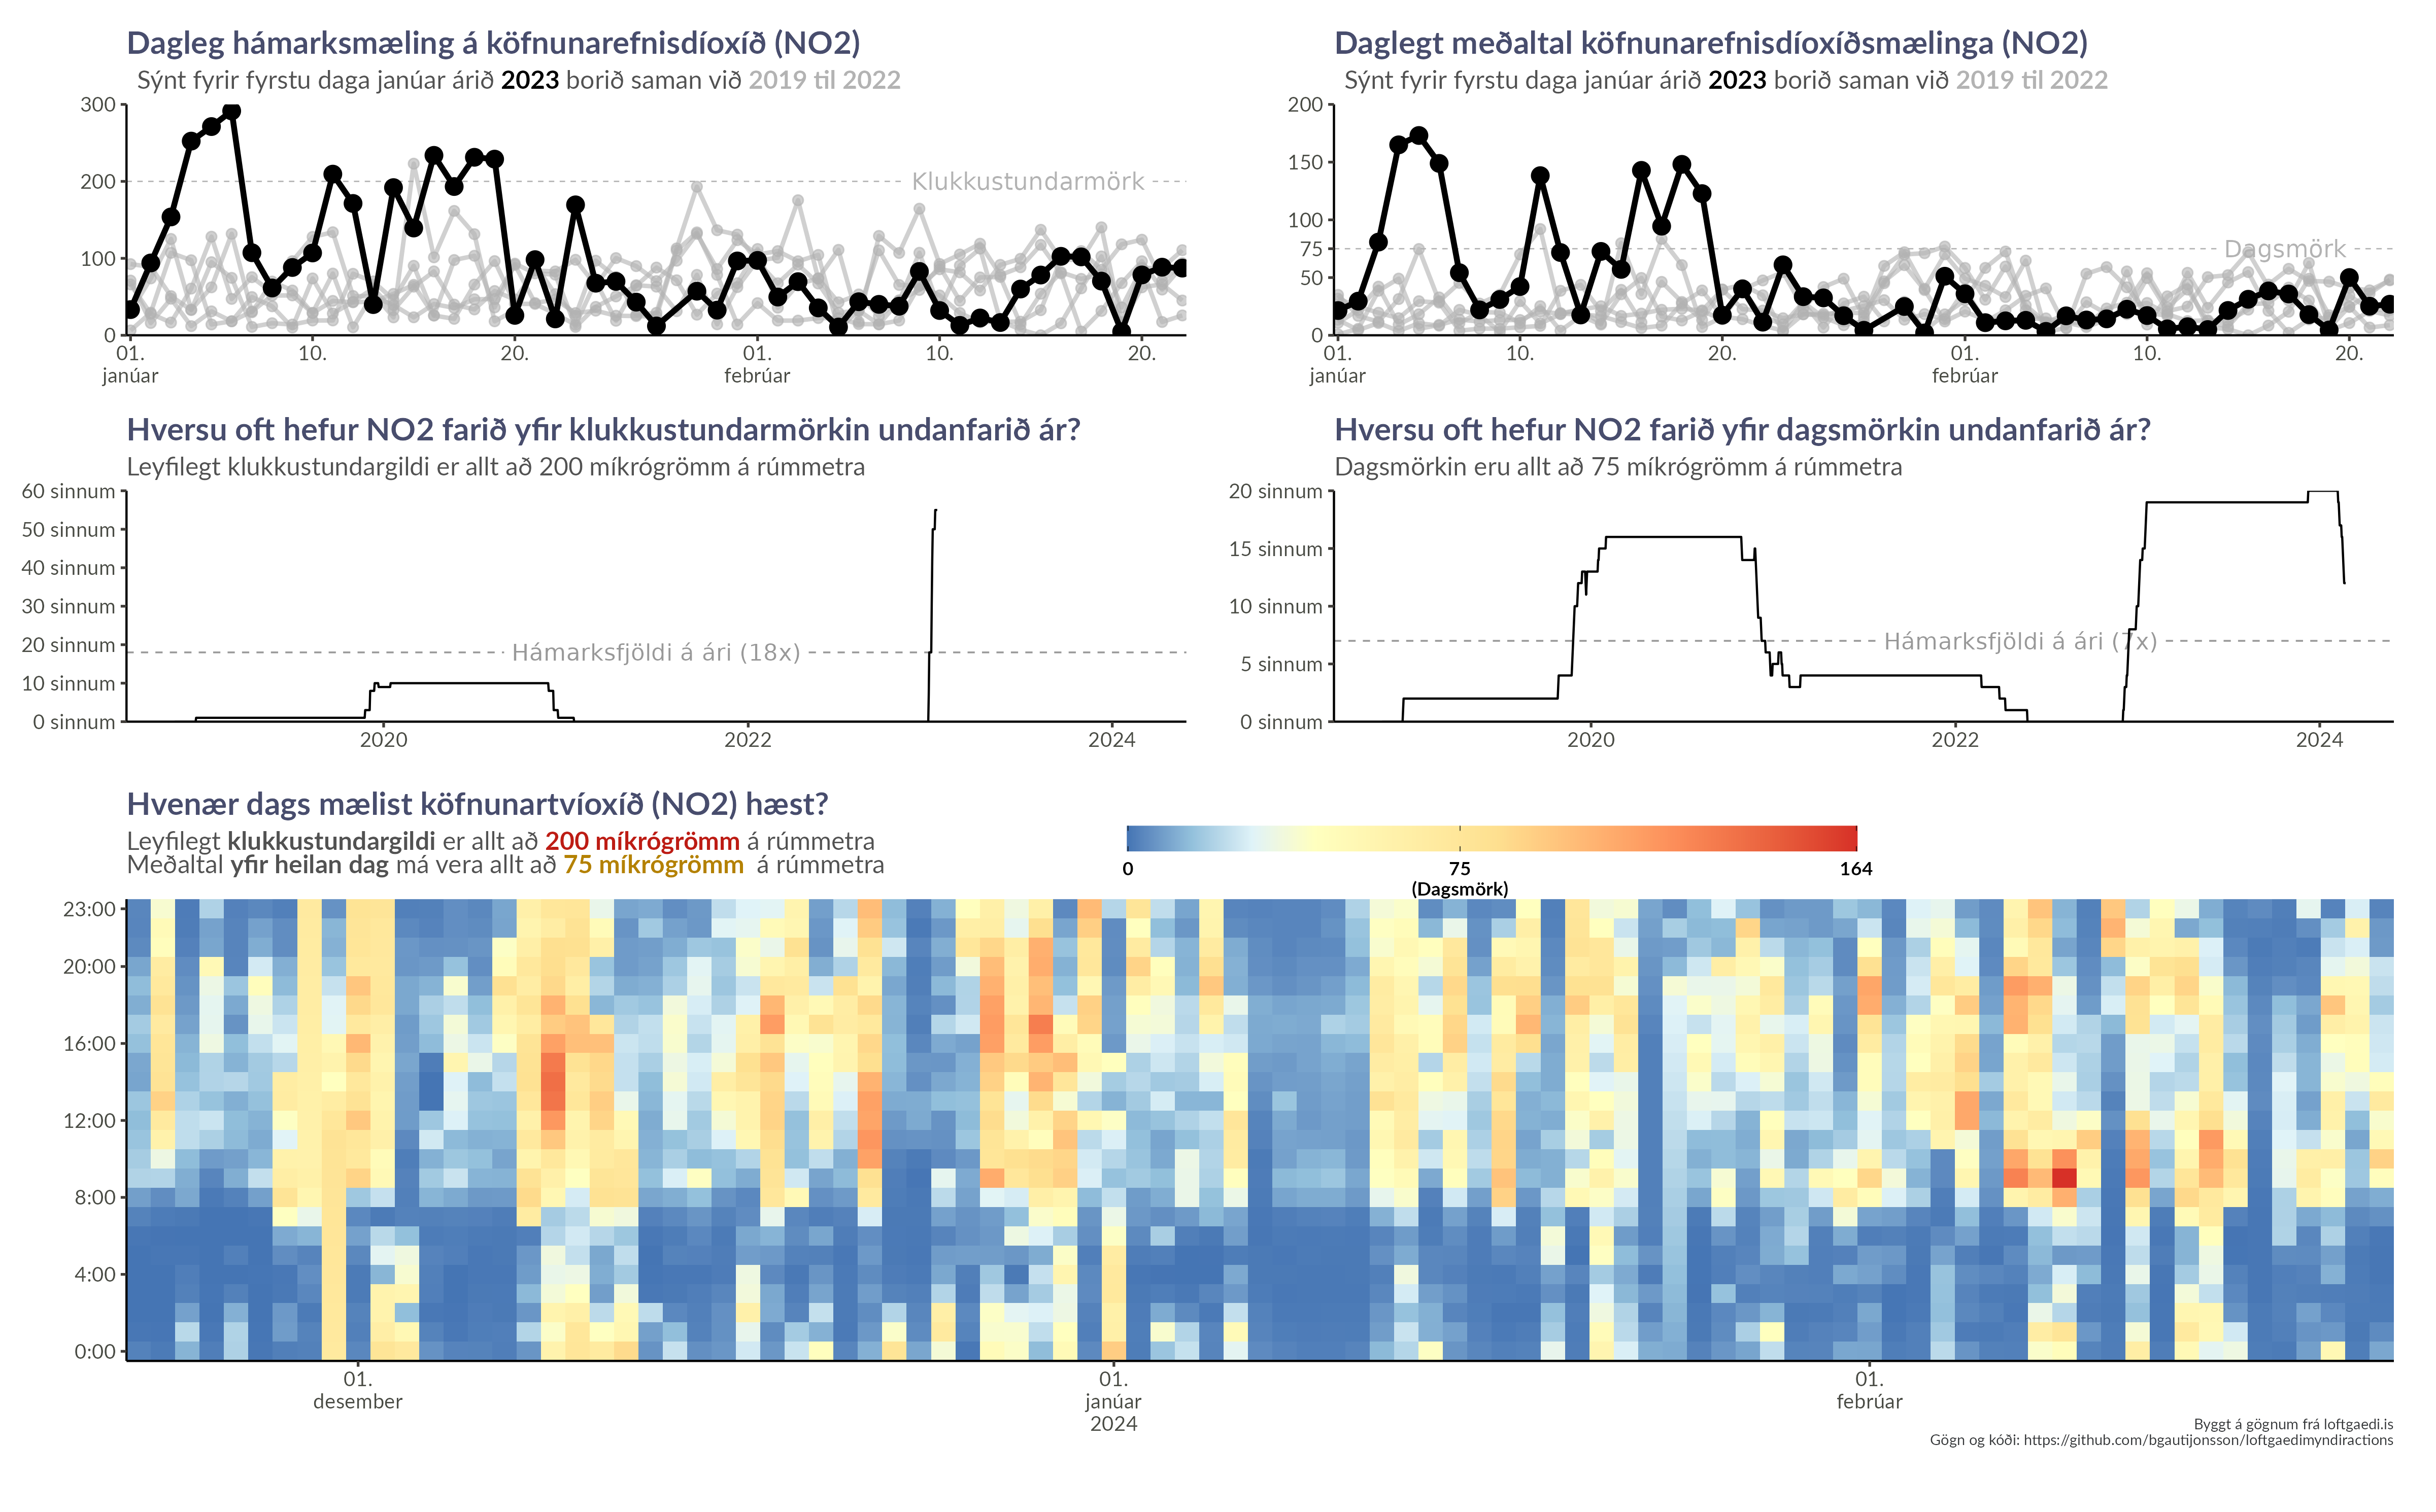 Dagleg hámarksmæling á köfnunarefnisdíoxíð (NO2)
Sýnt fyrir fyrstu daga janúar árið 2023 borið saman við 2019 til 2022
300
200
100
0
Klukkustundarmörk
01.
janúar
10.
20.
01.
febrúar
10.
20.
Daglegt meðaltal köfnunarefnisdíoxíðsmælinga (NO2)
Sýnt fyrir fyrstu daga janúar árið 2023 borið saman við 2019 til 2022
200
150
100
75
50
0
Dagsmörk
01.
janúar
10.
20.
01.
febrúar
10.
20.
Hversu oft hefur NO2 farið yfir klukkustundarmörkin undanfarið ár?
Leyfilegt klukkustundargildi er allt að 200 míkrógrömm á rúmmetra
60 sinnum
50 sinnum
40 sinnum
30 sinnum
20 sinnum
10 sinnum
0 sinnum
Hámarksfjöldi á ári (18x)
2020
2022
2024
Hversu oft hefur NO2 farið yfir dagsmörkin undanfarið ár?
Dagsmörkin eru allt að 75 míkrógrömm á rúmmetra
20 sinnum
15 sinnum
10 sinnum
5 sinnum
0 sinnum
Hámarksfjöldi á ári (7x)
2020
2022
2024
Hvenær dags mælist köfnunartvíoxíð (NO2) hæst?
Leyfilegt klukkustundargildi er allt að 200 míkrógrömm á rúmmetra
Meðaltal yfir heilan dag má vera allt að 75 míkrógrömm á rúmmetra
0
75
(Dagsmörk)
164
23:00
20:00
16:00
12:00
8:00
4:00
0:00
01.
desember
01.
janúar
2024
01.
febrúar
Byggt á gögnum frá loftgaedi.is
Gögn og kóði: https://github.com/bgautijonsson/loftgaedimyndiractions